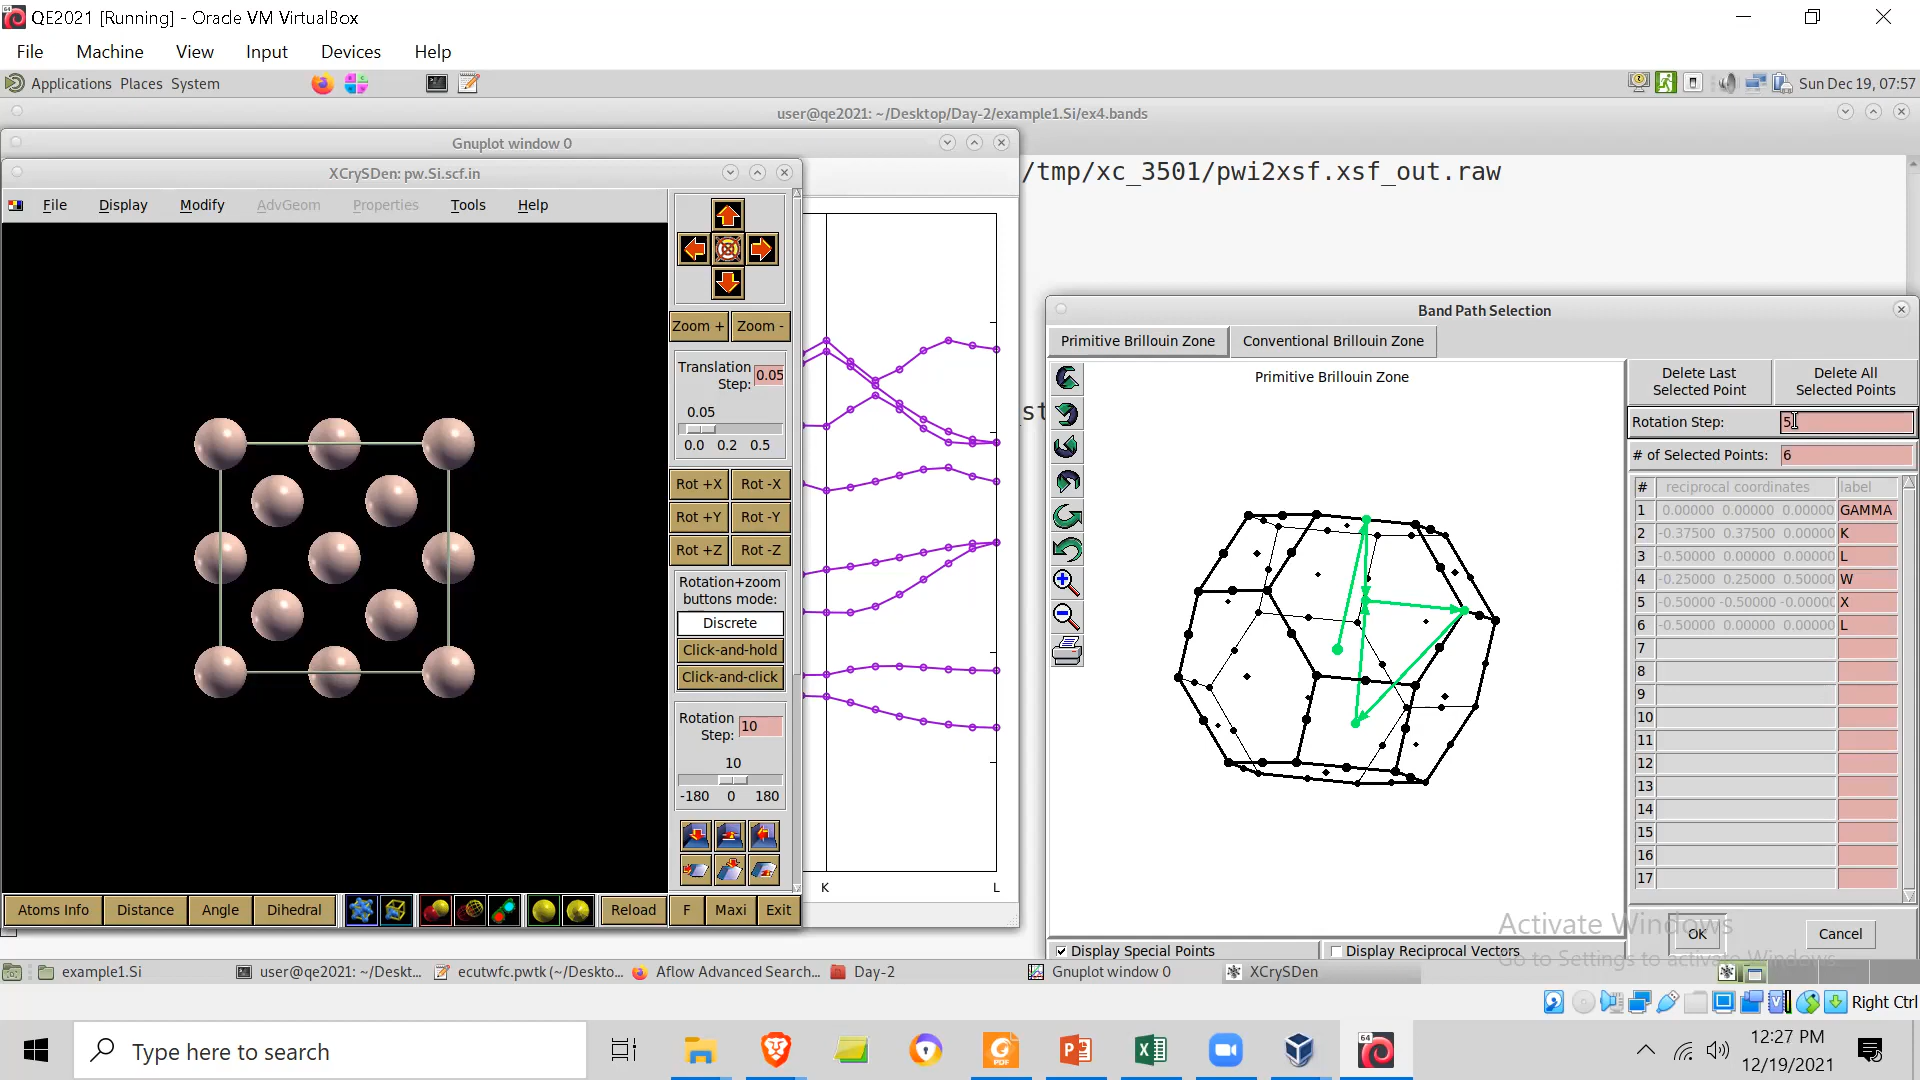 QE2021 [Running] - Oracle VM VirtualBox
File Machine View Input Devices Help
Applications Places System
Sun Dec 19, 07:57
user@qe2021: ~/Desktop/Day-2/example1.Si/ex4.bands
Gnuplot window 0
XCrySDen: pw.Si.scf.in
/tmp/xc_3501/pwi2xsf.xsf_out.raw
File Display Modify AdvGeom Properties Tools Help
Zoom + Zoom -
Translation
Step: 0.05
0.05
0.0 0.2 0.5
Rot +X Rot -X
Rot +Y Rot -Y
Rot +Z Rot -Z
Rotation+zoom
buttons mode:
Discrete
Click-and-hold
Click-and-click
Rotation
Step: 10
10
-180 0 180
Atoms Info Distance Angle Dihedral Reload F Maxi Exit
K L
st
Band Path Selection
Primitive Brillouin Zone Conventional Brillouin Zone
Primitive Brillouin Zone
Delete Last
Selected Point
Delete All
Selected Points
Rotation Step: 5
# of Selected Points: 6
# reciprocal coordinates label
1 0.00000 0.00000 0.00000 GAMMA
2 -0.37500 0.37500 0.00000 K
3 -0.50000 0.00000 0.00000 L
4 -0.25000 0.25000 0.50000 W
5 -0.50000 -0.50000 -0.0000 X
6 -0.50000 0.00000 0.00000 L
7
8
9
10
11
12
13
14
15
16
17
Activate Windows
Go to Settings to activate Windows.
OK Cancel
Display Special Points Display Reciprocal Vectors
example1.Si user@qe2021: ~/Deskt... ecutwfc.pwtk (~/Deskto... Aflow Advanced Search... Day-2 Gnuplot window 0 XCrySDen
Right Ctrl
Type here to search
12:27 PM
12/19/2021